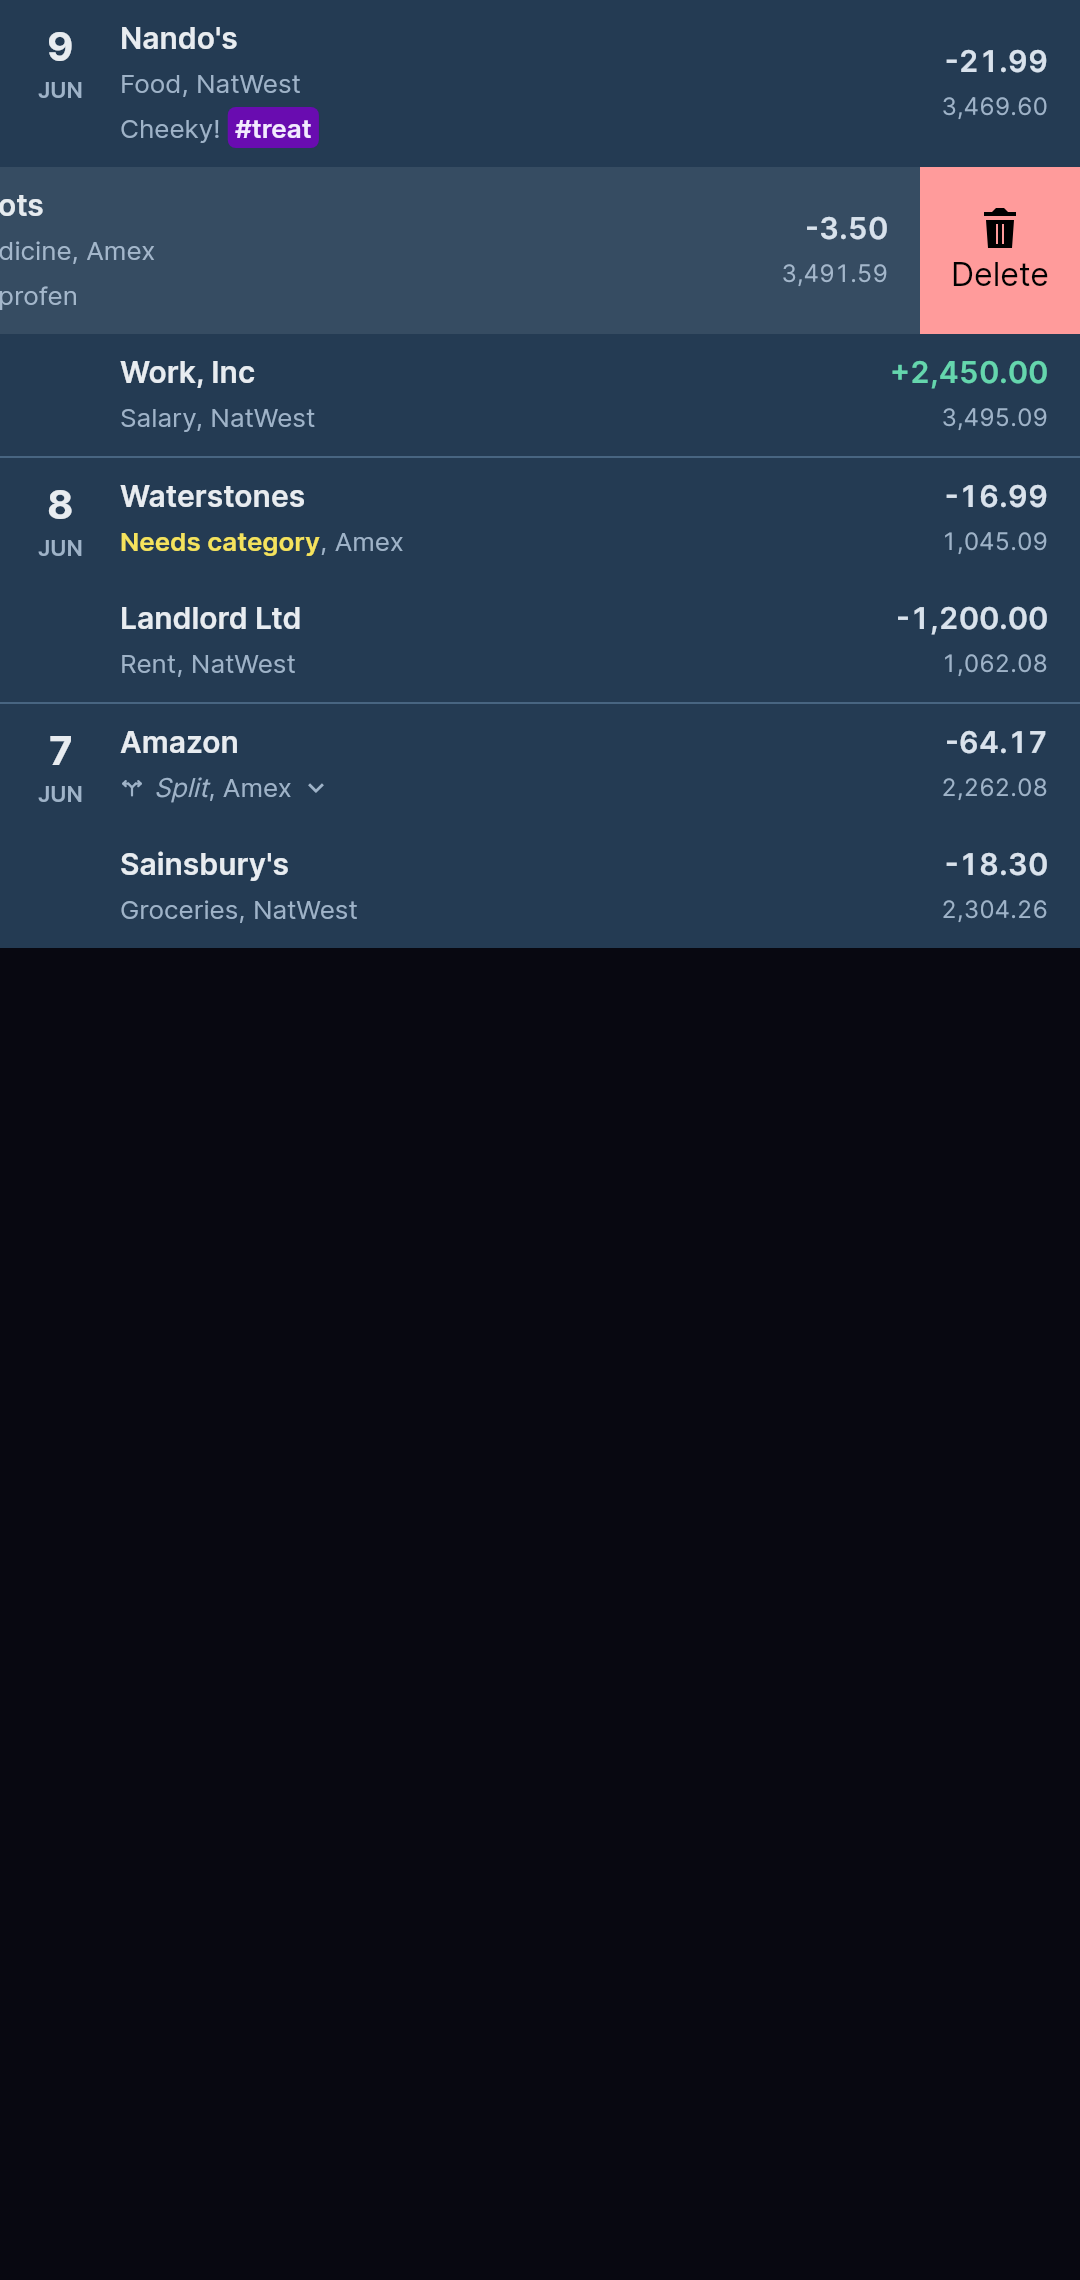 9
JUN
Nando's
Food, NatWest
Cheeky! #treat
-21.99
3,469.60
ots
dicine, Amex
profen
-3.50
3,491.59
Delete
Work, Inc
Salary, NatWest
+2,450.00
3,495.09
8
JUN
Waterstones
Needs category, Amex
-16.99
1,045.09
Landlord Ltd
Rent, NatWest
-1,200.00
1,062.08
7
JUN
Amazon
Split, Amex
-64.17
2,262.08
Sainsbury's
Groceries, NatWest
-18.30
2,304.26